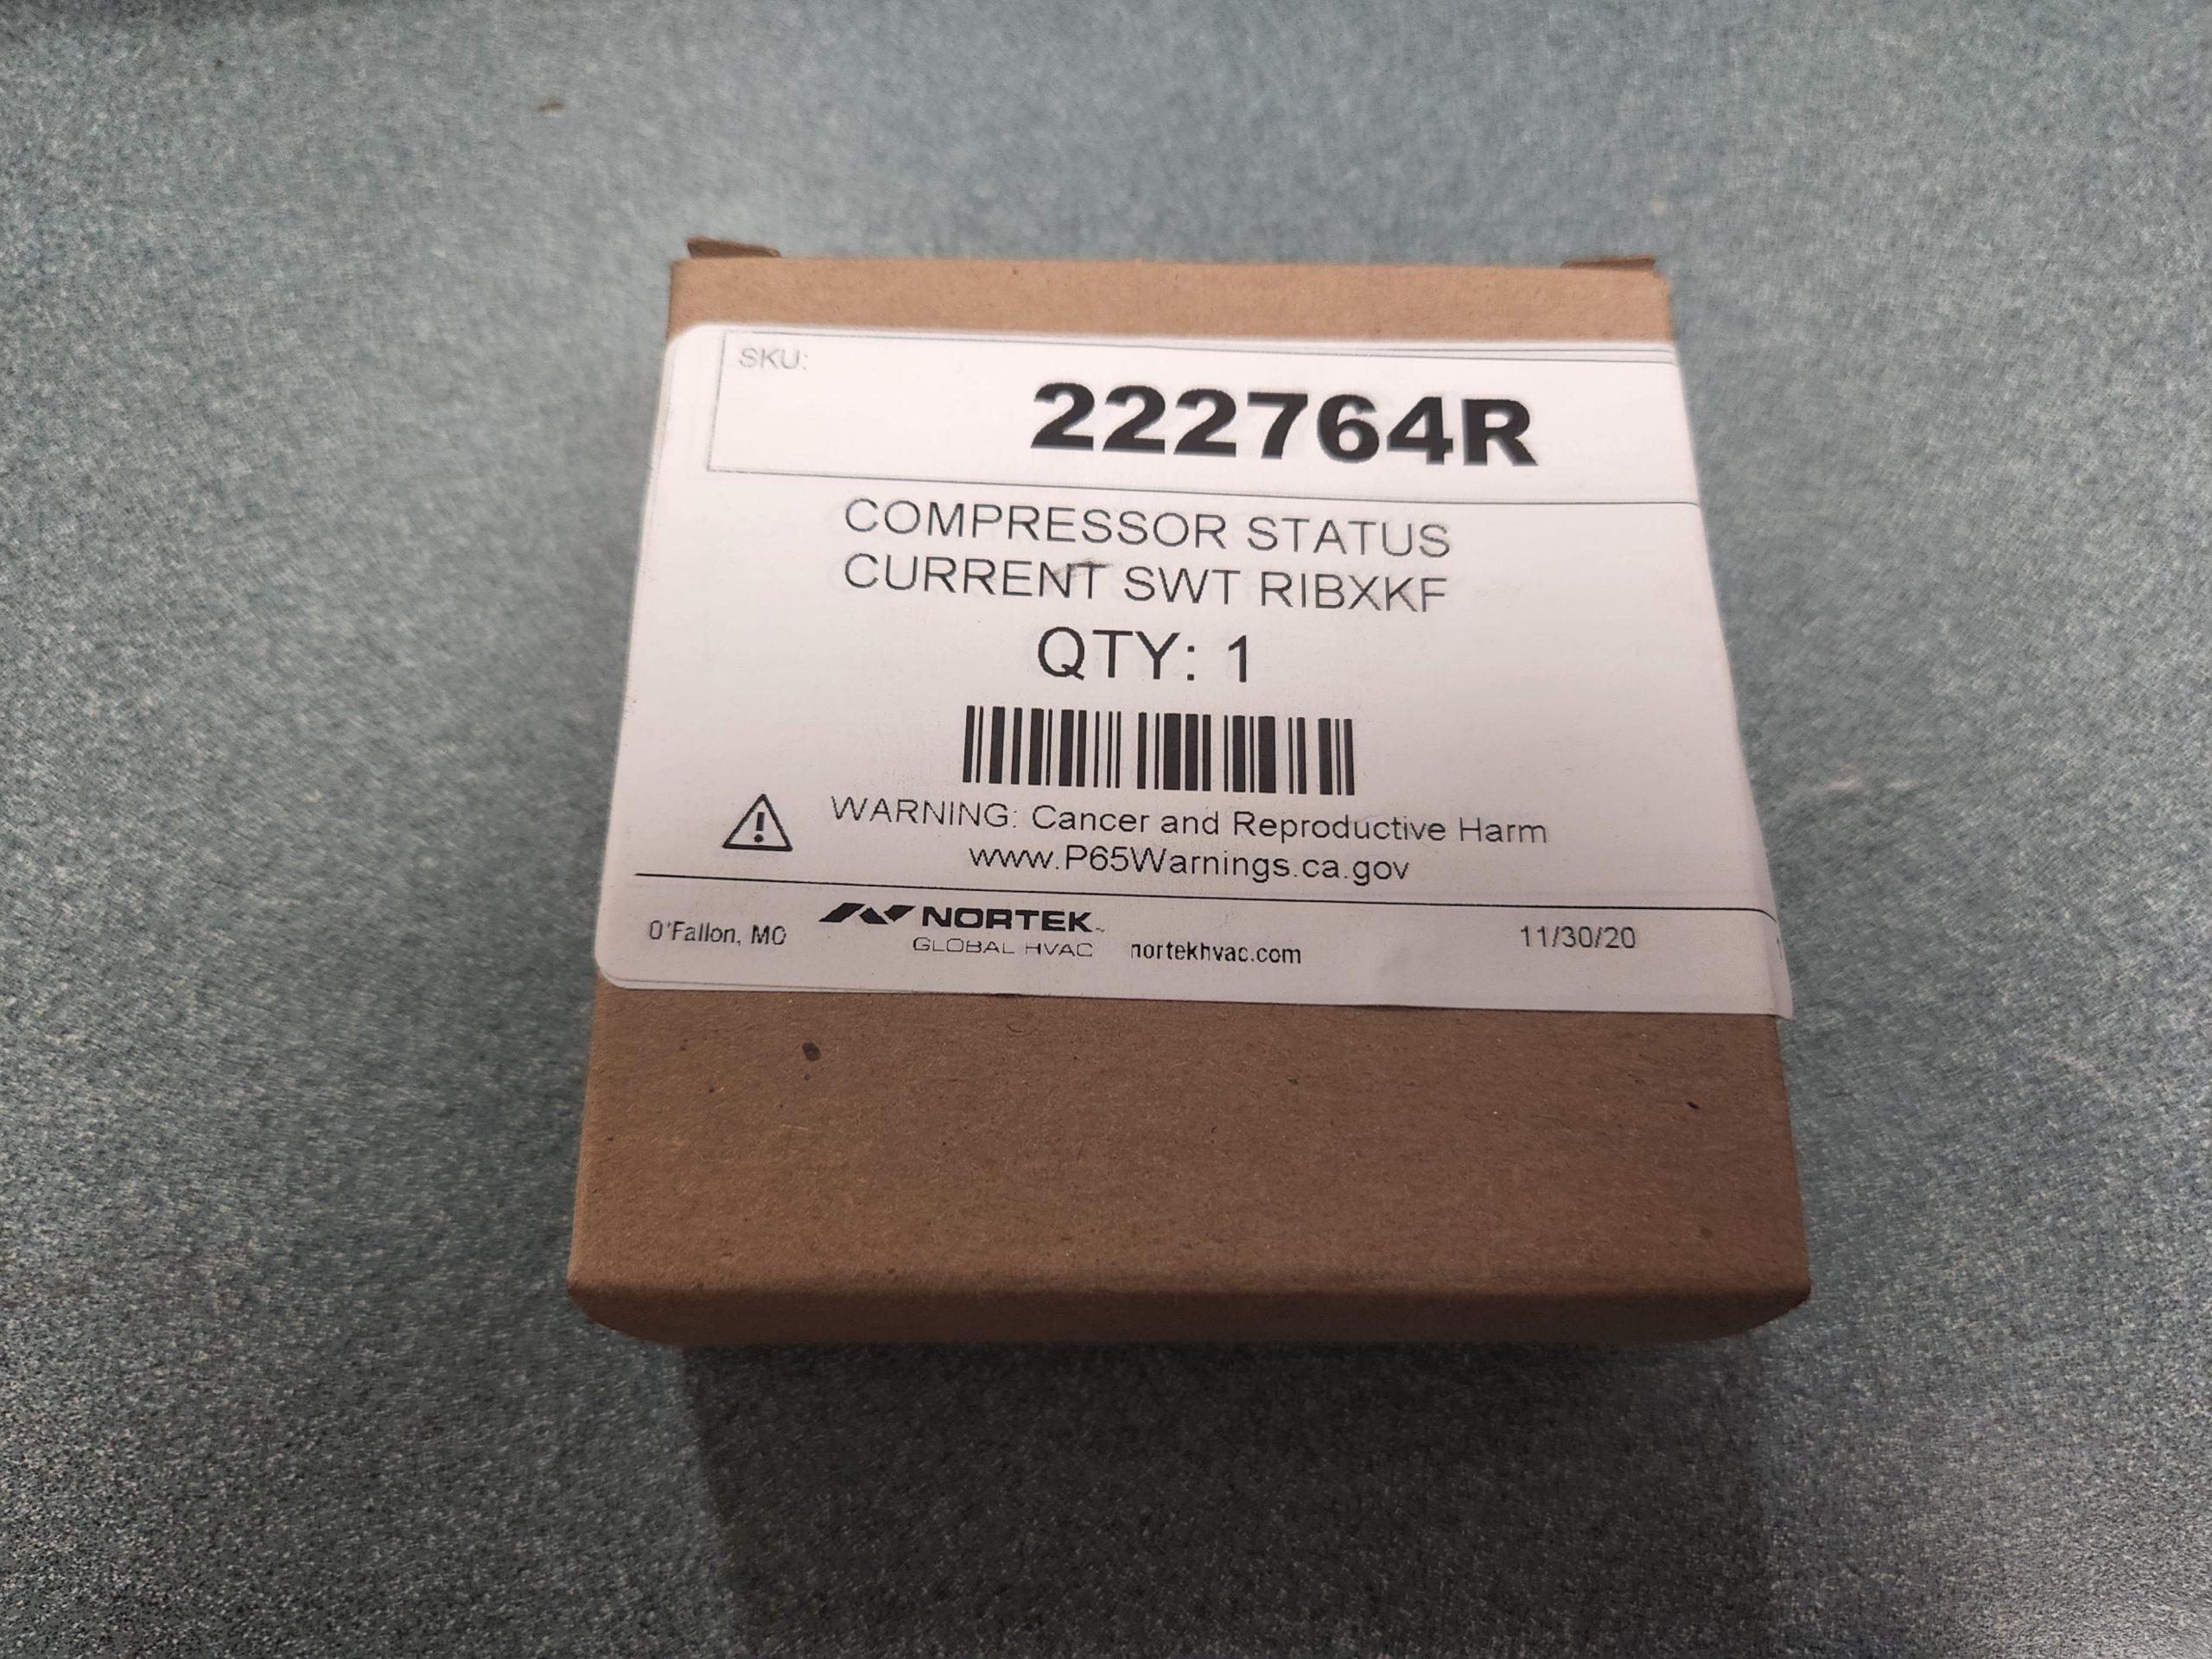 SKU:
222764R
COMPRESSOR STATUS
CURRENT SWT RIBXKF
QTY: 1
WARNING: Cancer and Reproductive Harm
www.P65Warnings.ca.gov
O'Fallon, MO
NORTEK™
GLOBAL HVAC
nortekhvac.com
11/30/20